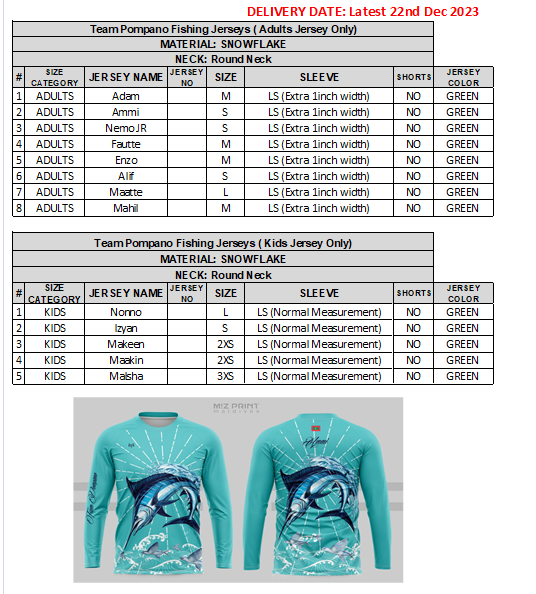 DELIVERY DATE: Latest 22nd Dec 2023
Team Pompano Fishing Jerseys ( Adults Jersey Only)
MATERIAL: SNOWFLAKE
NECK: Round Neck
# SIZE CATEGORY JERSEY NAME JERSEY NO SIZE SLEEVE SHORTS JERSEY COLOR
1 ADULTS Adam M LS (Extra 1inch width) NO GREEN
2 ADULTS Ammi S LS (Extra 1inch width) NO GREEN
3 ADULTS NemoJR S LS (Extra 1inch width) NO GREEN
4 ADULTS Fautte M LS (Extra 1inch width) NO GREEN
5 ADULTS Enzo M LS (Extra 1inch width) NO GREEN
6 ADULTS Alif S LS (Extra 1inch width) NO GREEN
7 ADULTS Maatte L LS (Extra 1inch width) NO GREEN
8 ADULTS Mahil M LS (Extra 1inch width) NO GREEN
Team Pompano Fishing Jerseys ( Kids Jersey Only)
MATERIAL: SNOWFLAKE
NECK: Round Neck
# SIZE CATEGORY JERSEY NAME JERSEY NO SIZE SLEEVE SHORTS JERSEY COLOR
1 KIDS Nonno L LS (Normal Measurement) NO GREEN
2 KIDS Izyan S LS (Normal Measurement) NO GREEN
3 KIDS Makeen 2XS LS (Normal Measurement) NO GREEN
4 KIDS Maakin 2XS LS (Normal Measurement) NO GREEN
5 KIDS Malsha 3XS LS (Normal Measurement) NO GREEN
M!Z PRINT
maldives
Team Pompano
Ammi